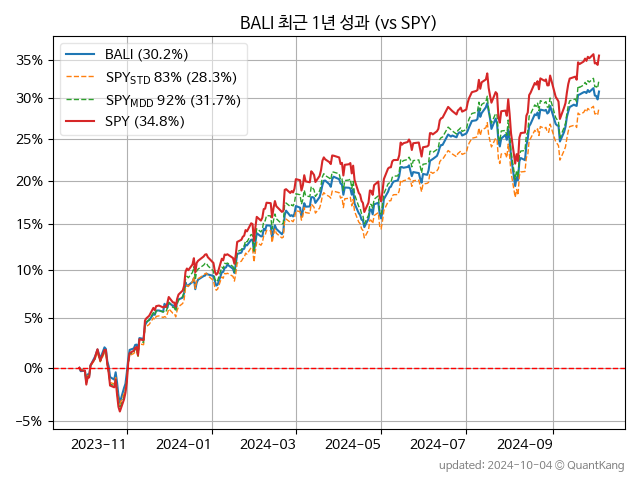 BALI 최근 1년 성과 (vs SPY)
BALI (30.2%)
SPY_STD 83% (28.3%)
SPY_MDD 92% (31.7%)
SPY (34.8%)
35%
30%
25%
20%
15%
10%
5%
0%
−5%
2023−11 2024−01 2024−03 2024−05 2024−07 2024−09
updated: 2024-10-04 © QuantKang